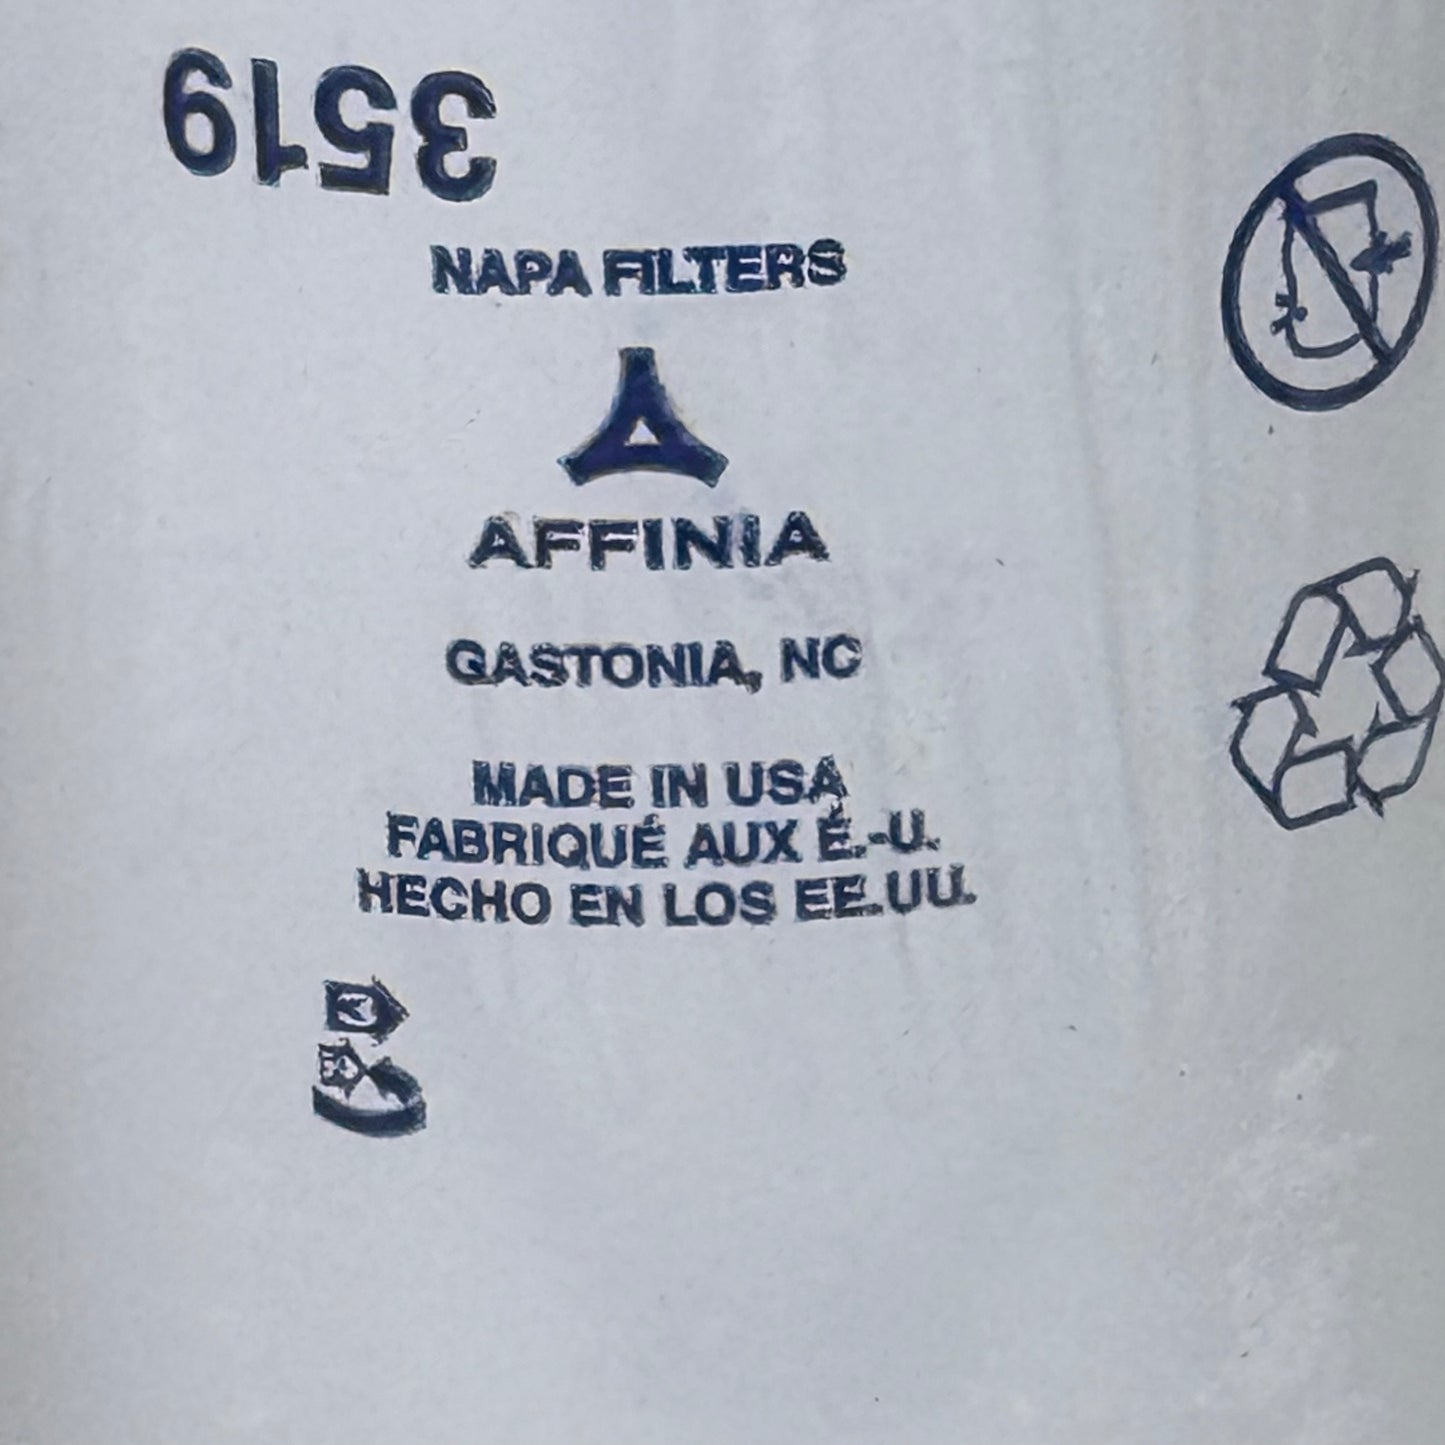 3519
NAPA FILTERS
AFFINIA
GASTONIA, NC
MADE IN USA
FABRIQUÉ AUX É.-U.
HECHO EN LOS EE.UU.